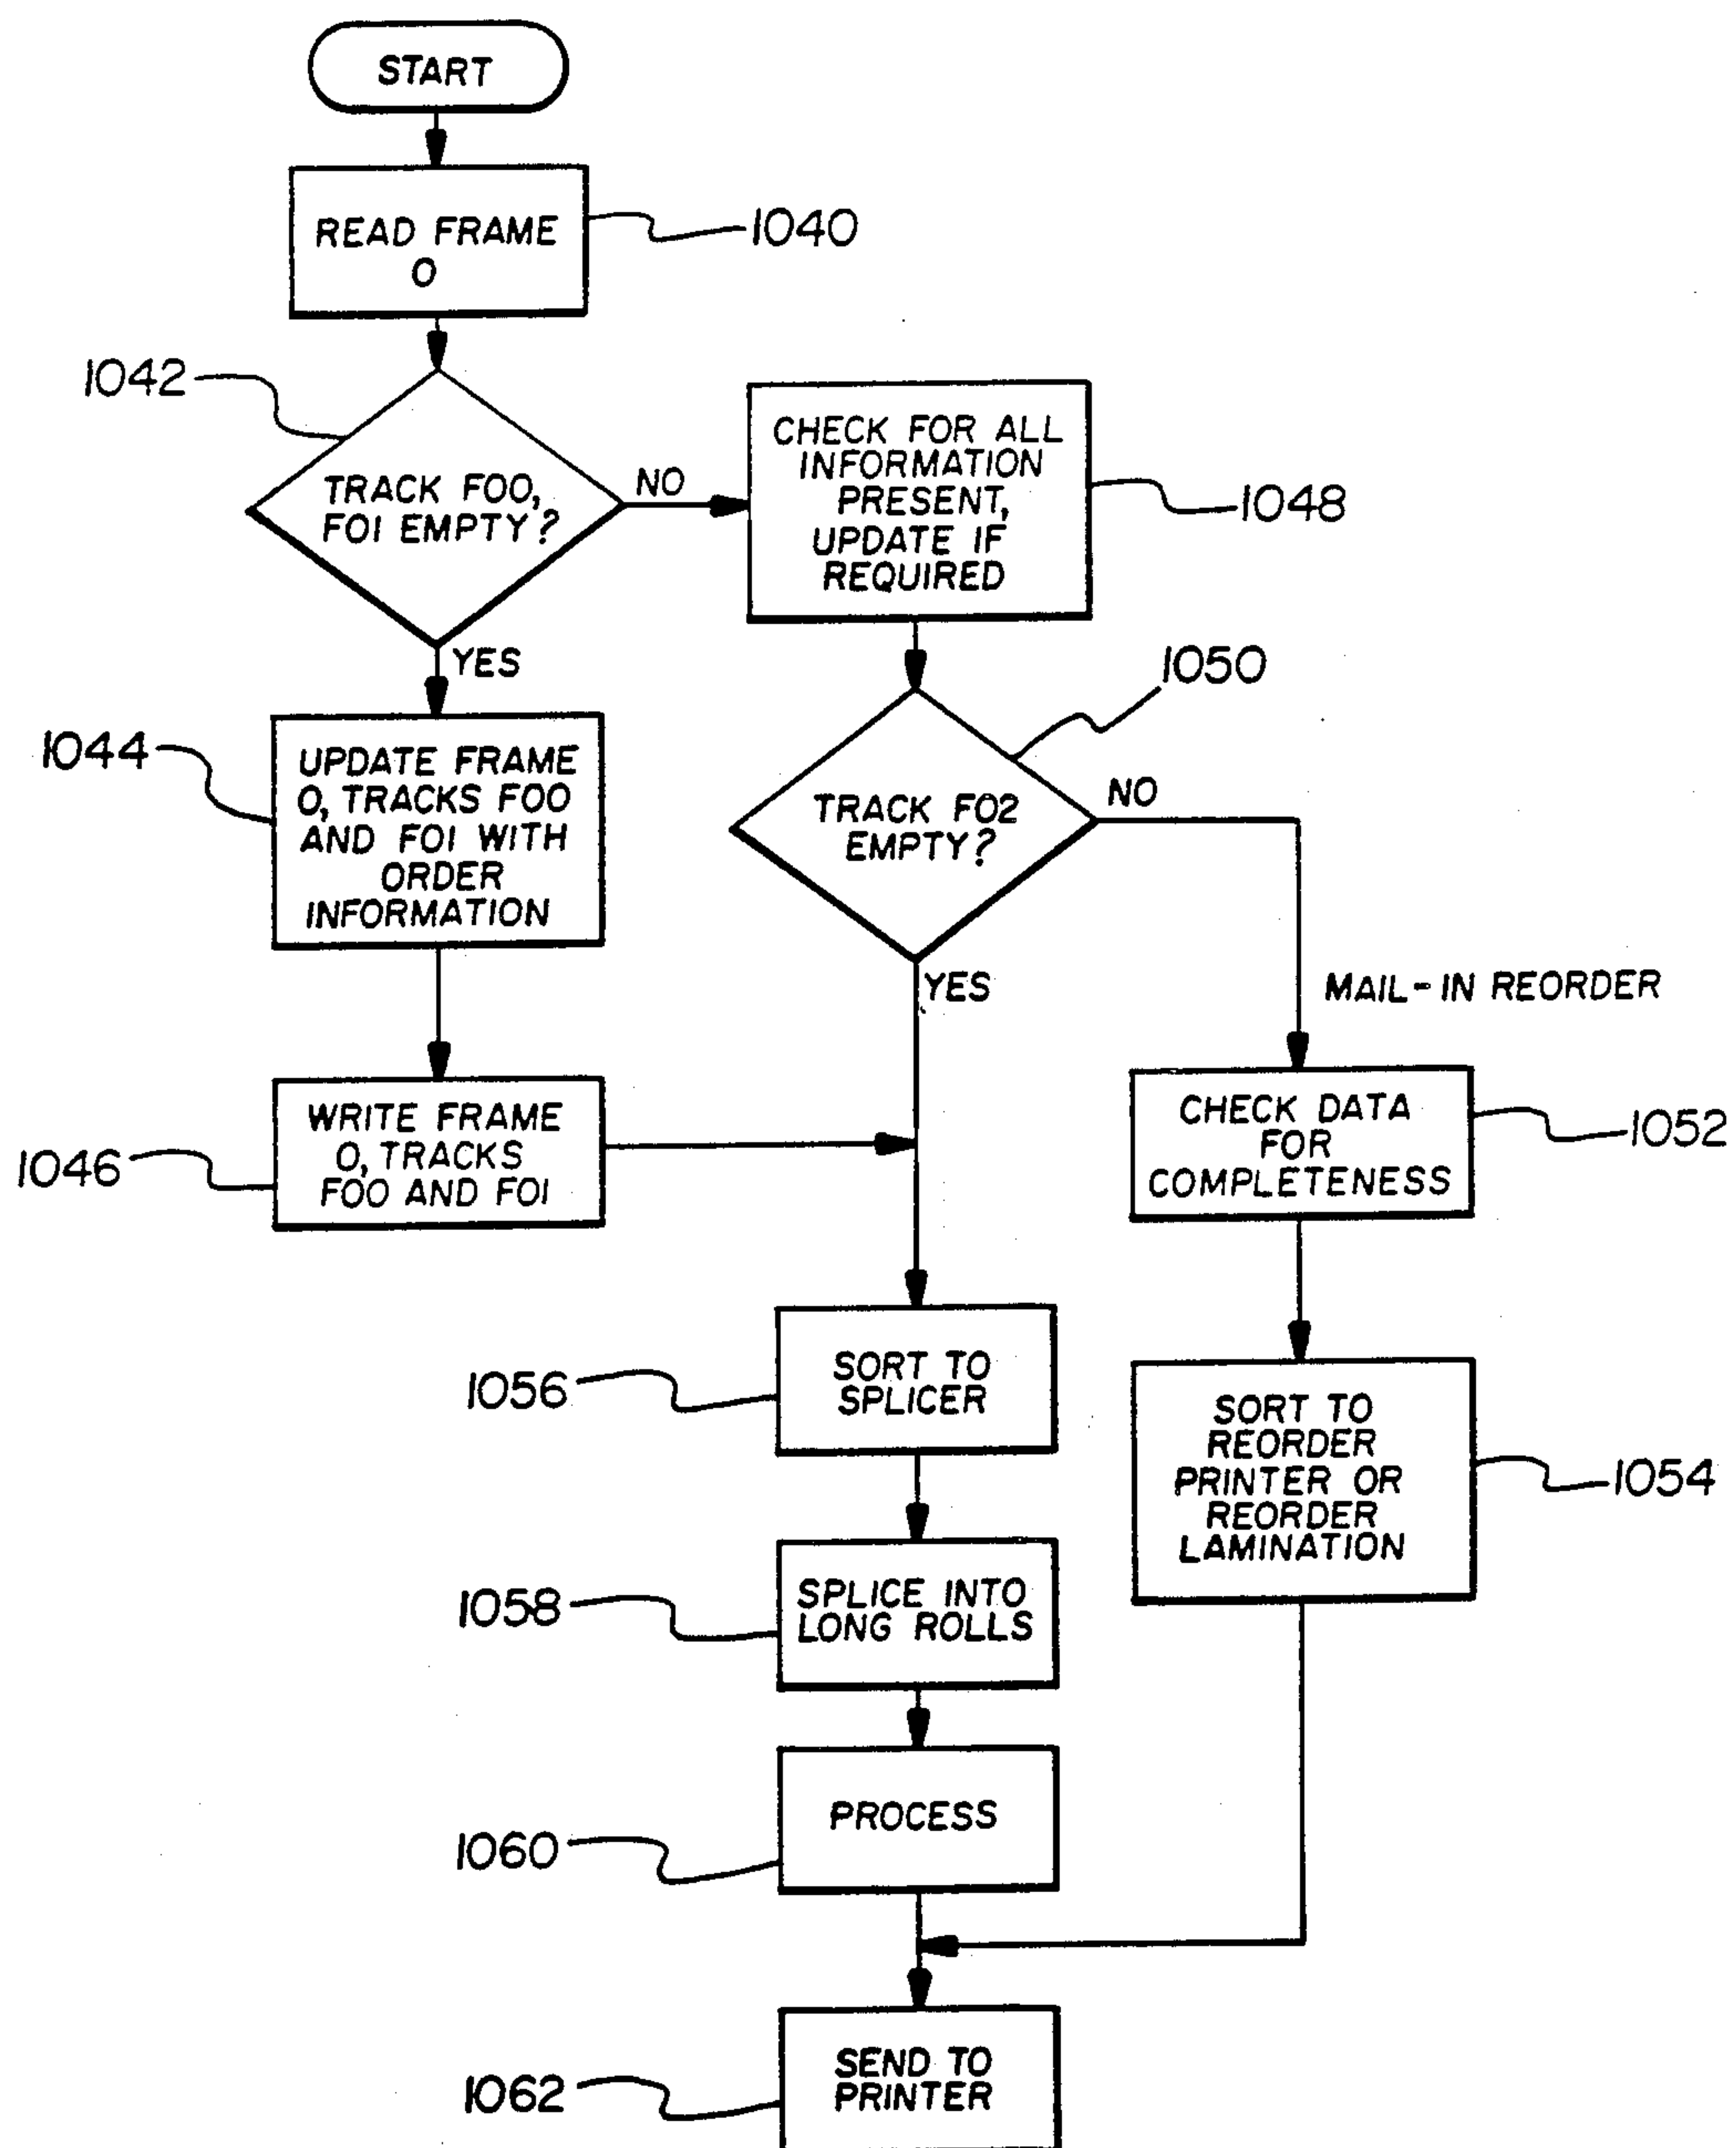 START
READ FRAME
0
1040
1042
TRACK F00,
F01 EMPTY?
NO
YES
CHECK FOR ALL
INFORMATION
PRESENT,
UPDATE IF
REQUIRED
1048
1044
UPDATE FRAME
0, TRACKS F00
AND F01 WITH
ORDER
INFORMATION
1050
TRACK F02
EMPTY?
NO
YES
MAIL-IN REORDER
1046
WRITE FRAME
0, TRACKS
F00 AND F01
CHECK DATA
FOR
COMPLETENESS
1052
1056
SORT TO
SPLICER
SORT TO
REORDER
PRINTER OR
REORDER
LAMINATION
1054
1058
SPLICE INTO
LONG ROLLS
1060
PROCESS
1062
SEND TO
PRINTER